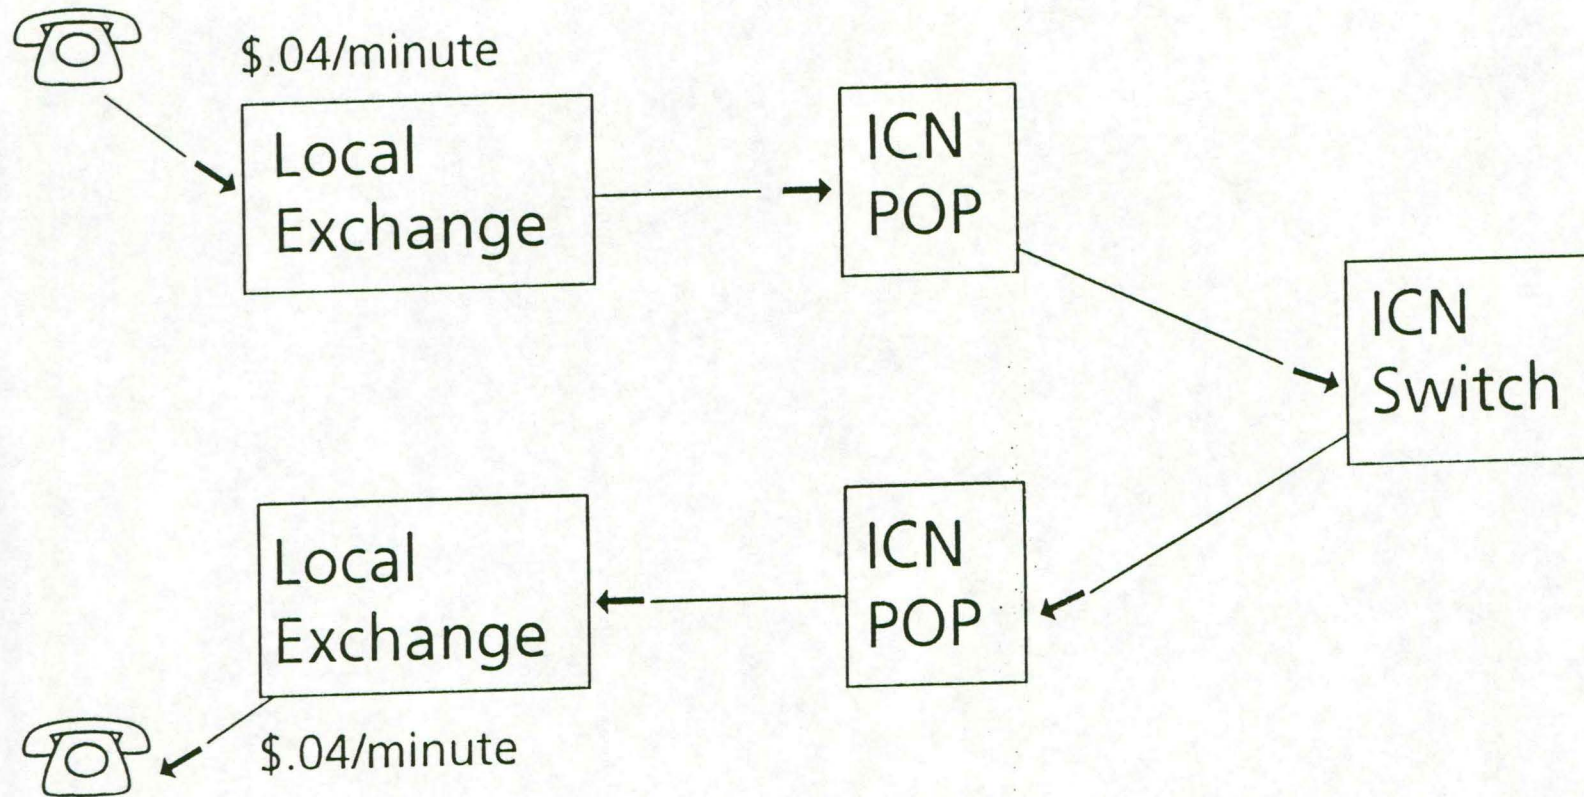 $.04/minute
Local
Exchange
ICN
POP
ICN
Switch
ICN
POP
Local
Exchange
$.04/minute